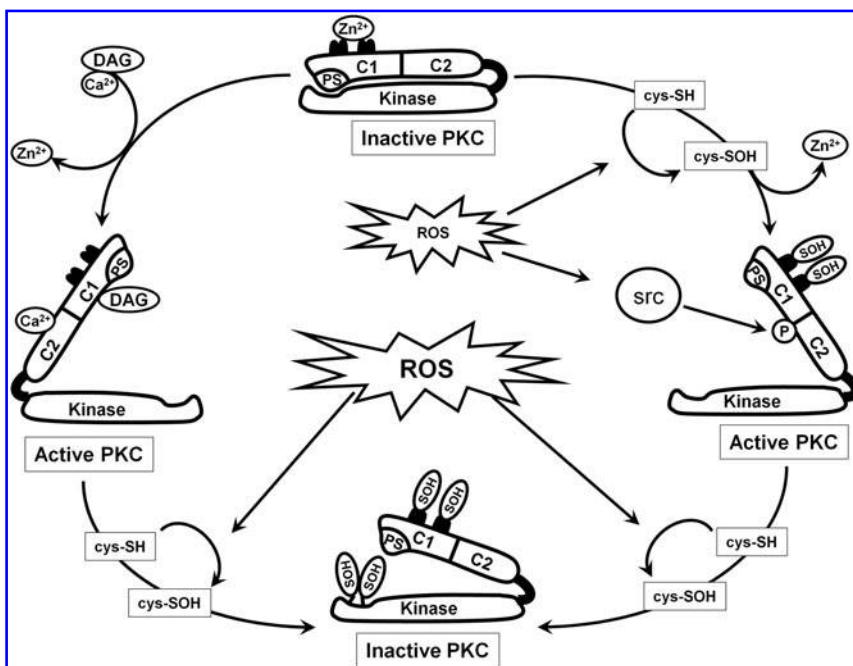 Zn²⁺
C1 C2
PS
Kinase
Inactive PKC
DAG
Ca²⁺
Zn²⁺
cys-SH
cys-SOH
Zn²⁺
ROS
PS
C1
DAG
Ca²⁺
C2
Kinase
Active PKC
SOH
SOH
PS
C1
src
P
C2
Kinase
Active PKC
ROS
cys-SH
cys-SOH
SOH
SOH
PS
C1
C2
SOH
SOH
Kinase
Inactive PKC
cys-SH
cys-SOH